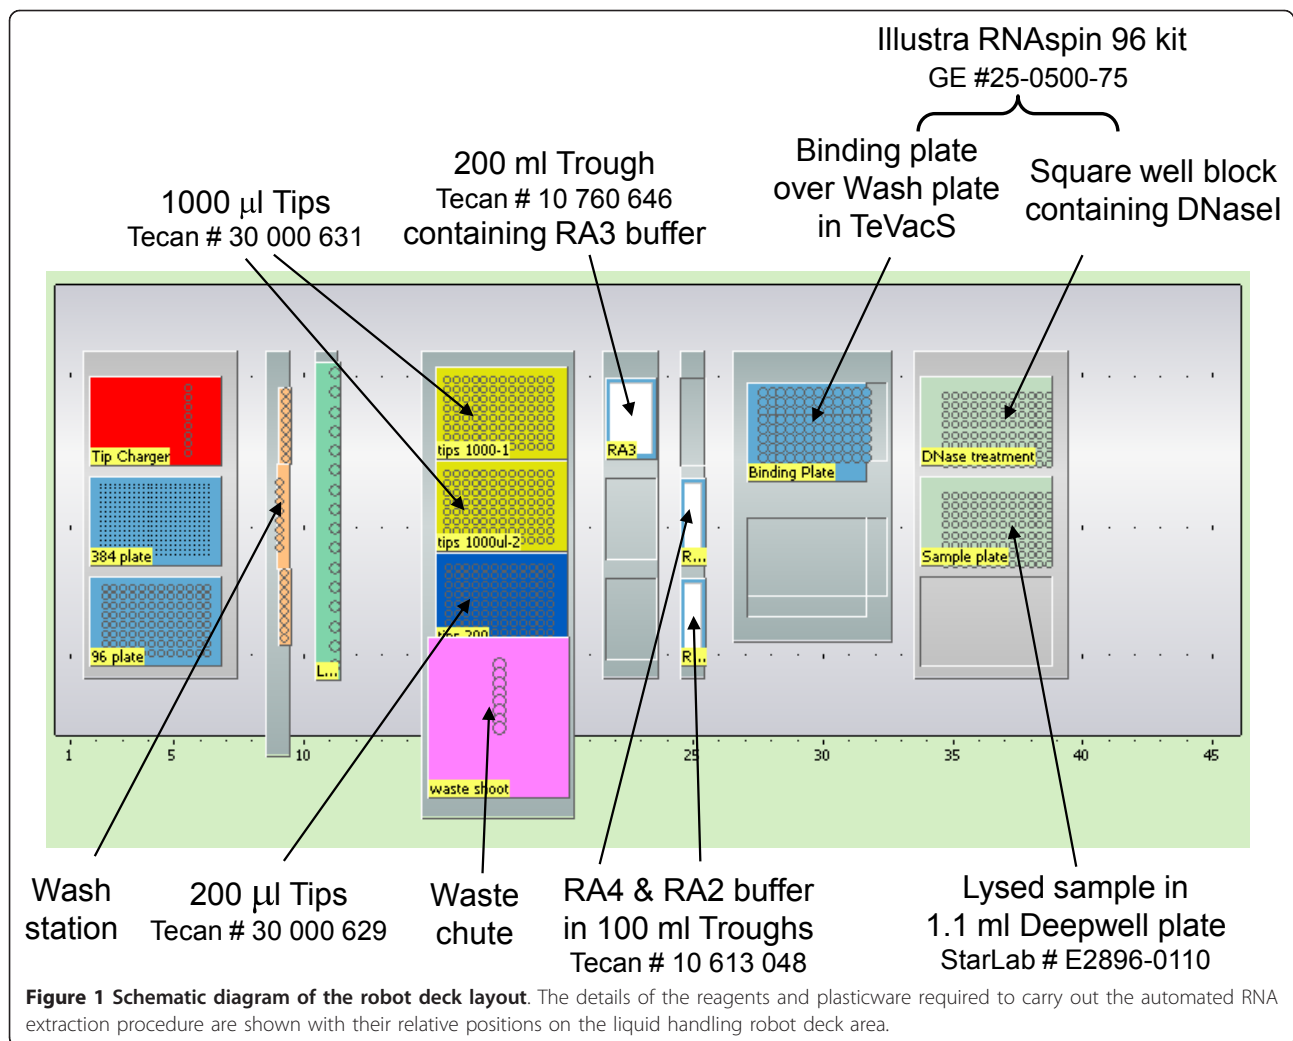 Illustra RNAspin 96 kit
GE #25-0500-75
1000 µl Tips
Tecan # 30 000 631
200 ml Trough
Tecan # 10 760 646
containing RA3 buffer
Binding plate
over Wash plate
in TeVacS
Square well block
containing DNaseI
Tip Charger
384 plate
96 plate
L...
tips 1000-1
tips 1000ul-2
tips 200
waste shoot
RA3
R...
R...
Binding Plate
DNase treatment
Sample plate
1 5 10 25 30 35 40 45
Wash
station
200 µl Tips
Tecan # 30 000 629
Waste
chute
RA4 & RA2 buffer
in 100 ml Troughs
Tecan # 10 613 048
Lysed sample in
1.1 ml Deepwell plate
StarLab # E2896-0110
Figure 1 Schematic diagram of the robot deck layout. The details of the reagents and plasticware required to carry out the automated RNA
extraction procedure are shown with their relative positions on the liquid handling robot deck area.